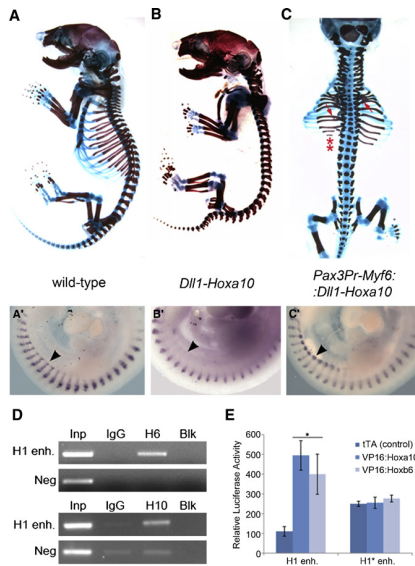 A
B
C
**
wild-type
Dll1-Hoxa10
Pax3Pr-Myf6:
:Dll1-Hoxa10
A'
B'
C'
D
Inp IgG H6 Blk
H1 enh.
Neg
Inp IgG H10 Blk
H1 enh.
Neg
E
Relative Luciferase Activity
600
500
400
300
200
100
0
*
tTA (control)
VP16:Hoxa10
VP16:Hoxb6
H1 enh. H1* enh.